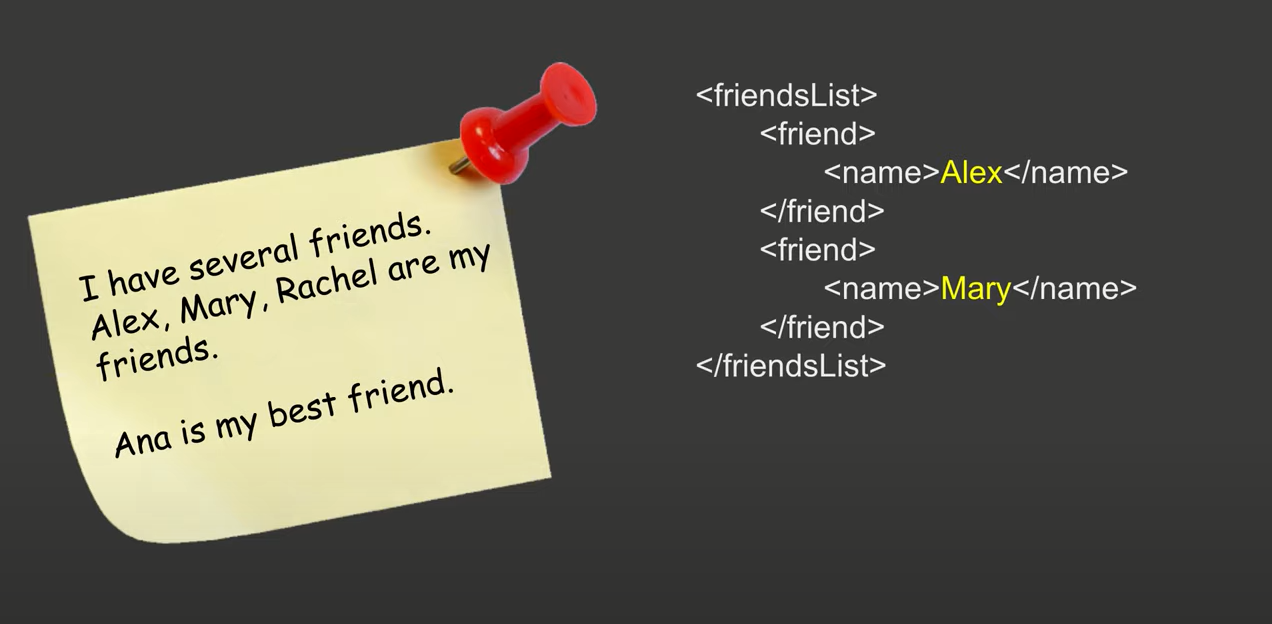 I have several friends.
Alex, Mary, Rachel are my
friends.
Ana is my best friend.
<friendsList>
<friend>
<name>Alex</name>
</friend>
<friend>
<name>Mary</name>
</friend>
</friendsList>